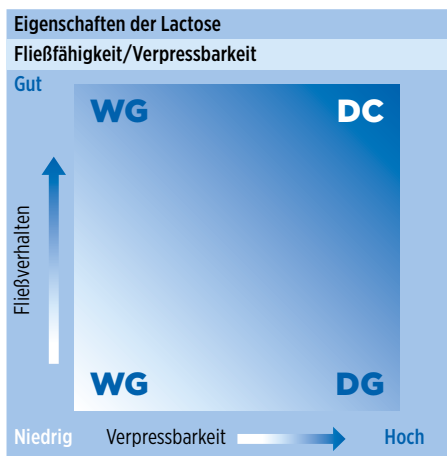 Eigenschaften der Lactose
Fließfähigkeit/Verpressbarkeit
Gut
WG DC
Fließverhalten
WG DG
Niedrig Verpressbarkeit Hoch